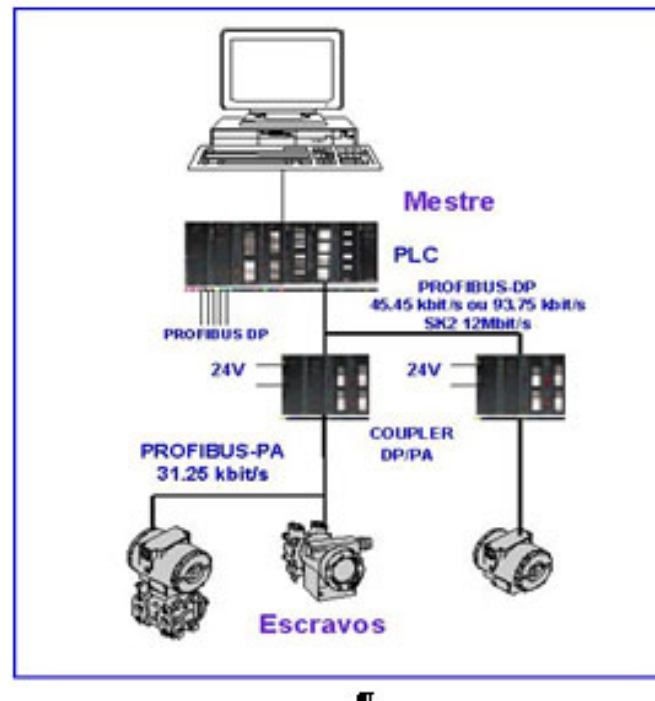 Mestre
PLC
PROFIBUS-DP
45.45 kbit/s ou 93.75 kbit/s
SK2 12Mbit/s
PROFIBUS DP
24V
24V
COUPLER
DP/PA
PROFIBUS-PA
31.25 kbit/s
Escravos
¶